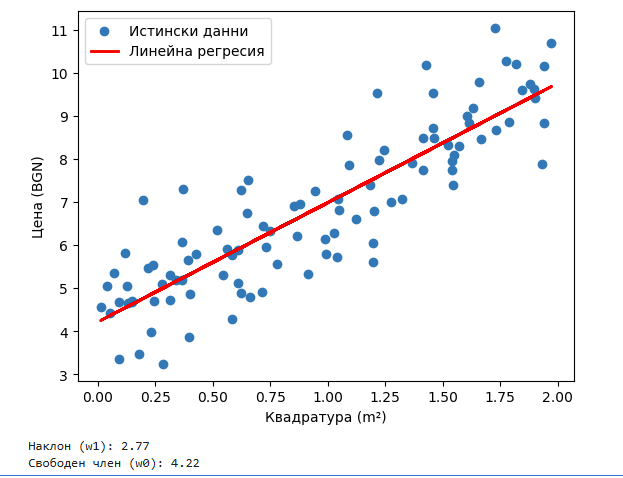 Истински данни
Линейна регресия
11
10
9
8
7
6
5
4
3
Цена (BGN)
0.00 0.25 0.50 0.75 1.00 1.25 1.50 1.75 2.00
Квадратура (m²)
Наклон (w1): 2.77
Свободен член (w0): 4.22